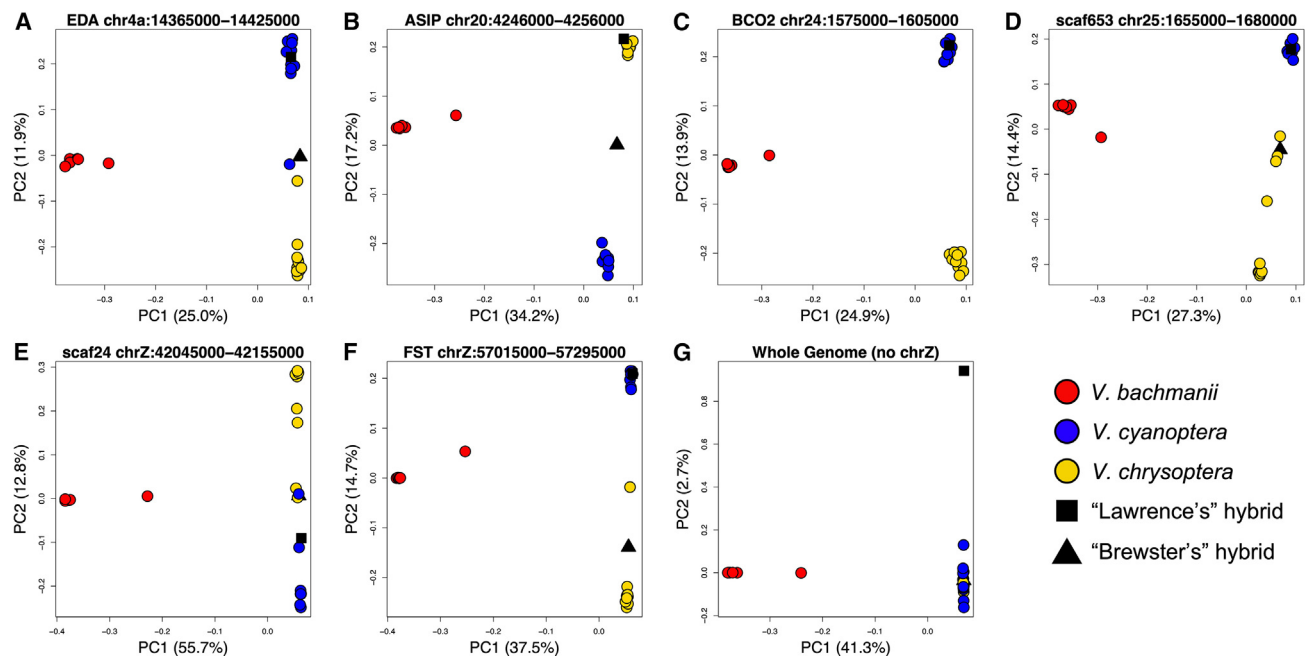 A EDA chr4a:14365000–14425000
PC2 (11.9%)
0.2
0.1
0.0
-0.1
-0.2
-0.3
-0.2
-0.1
0.0
0.1
PC1 (25.0%)
B ASIP chr20:4246000–4256000
PC2 (17.2%)
0.2
0.1
0.0
-0.1
-0.2
-0.3
-0.2
-0.1
0.0
0.1
PC1 (34.2%)
C BCO2 chr24:1575000–1605000
PC2 (13.9%)
0.2
0.1
0.0
-0.1
-0.2
-0.3
-0.2
-0.1
0.0
0.1
PC1 (24.9%)
D scaf653 chr25:1655000–1680000
PC2 (14.4%)
0.2
0.1
0.0
-0.1
-0.2
-0.3
-0.3
-0.2
-0.1
0.0
0.1
PC1 (27.3%)
E scaf24 chrZ:42045000–42155000
PC2 (12.8%)
0.3
0.2
0.1
0.0
-0.1
-0.2
-0.4
-0.3
-0.2
-0.1
0.0
PC1 (55.7%)
F FST chrZ:57015000–57295000
PC2 (14.7%)
0.2
0.1
0.0
-0.1
-0.2
-0.4
-0.3
-0.2
-0.1
0.0
PC1 (37.5%)
G Whole Genome (no chrZ)
PC2 (2.7%)
0.8
0.6
0.4
0.2
0.0
-0.2
-0.3
-0.2
-0.1
0.0
PC1 (41.3%)
V. bachmanii
V. cyanoptera
V. chrysoptera
“Lawrence’s” hybrid
“Brewster’s” hybrid